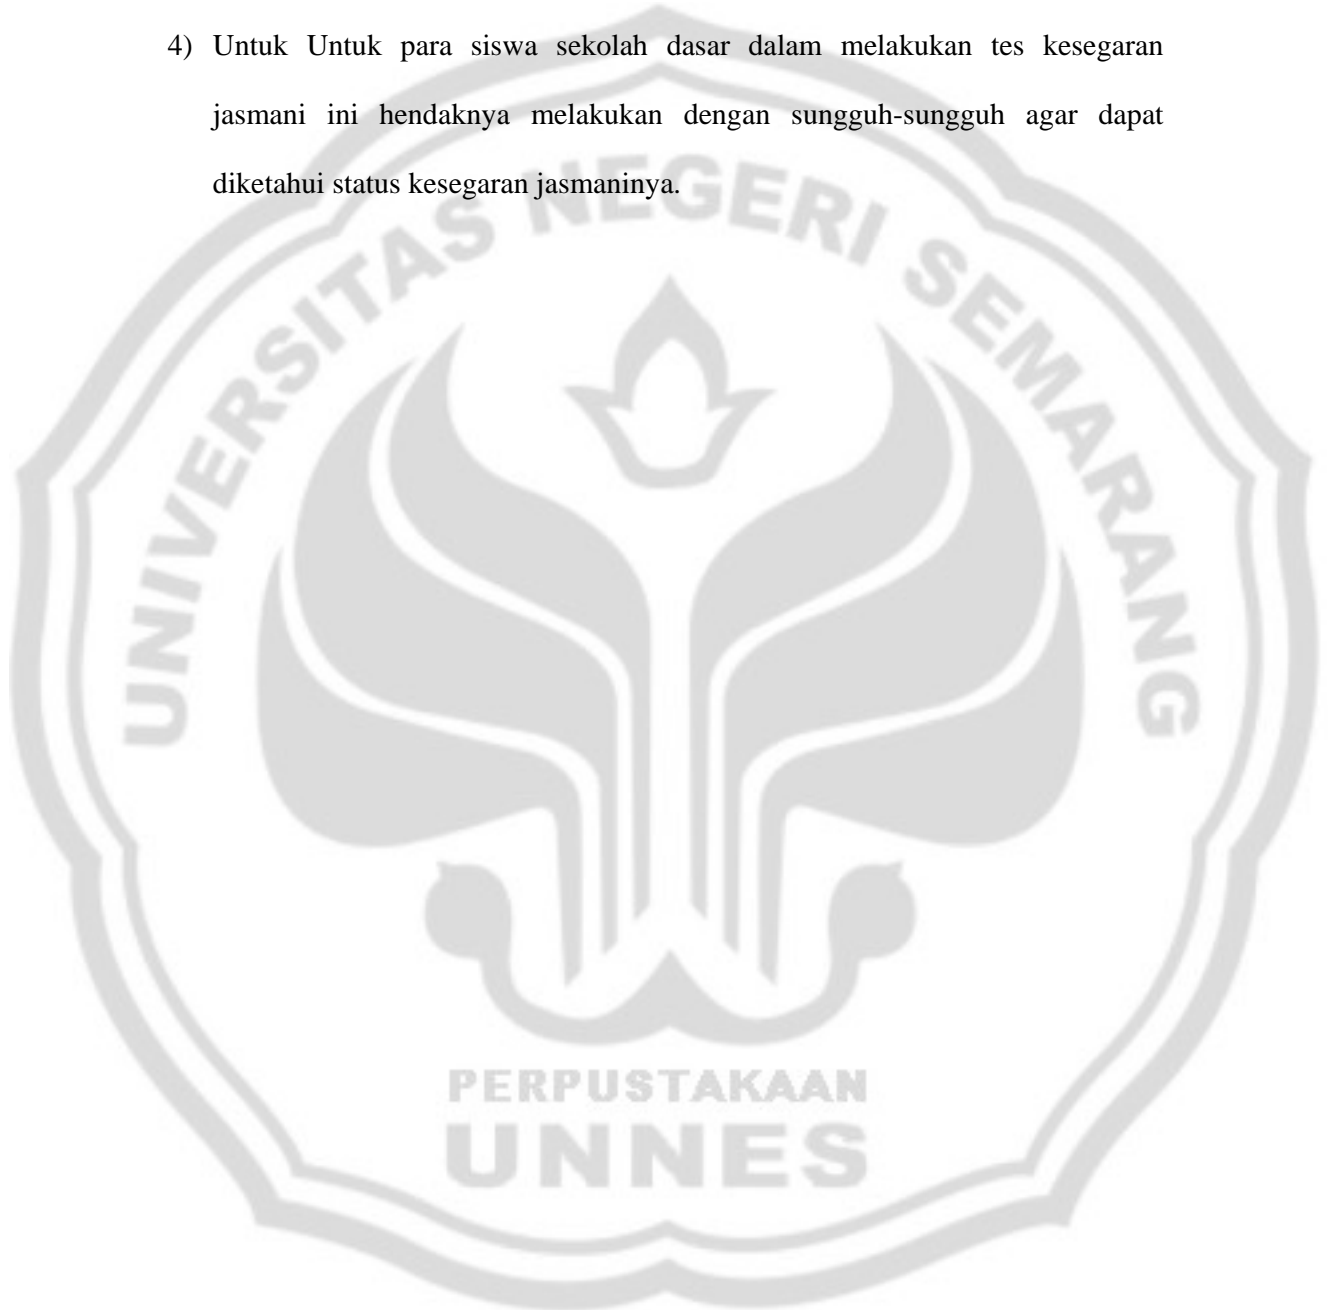 4) Untuk Untuk para siswa sekolah dasar dalam melakukan tes kesegaran
jasmani ini hendaknya melakukan dengan sungguh-sungguh agar dapat
diketahui status kesegaran jasmaninya.
UNIVERSITAS NEGERI SEMARANG
PERPUSTAKAAN
UNNES